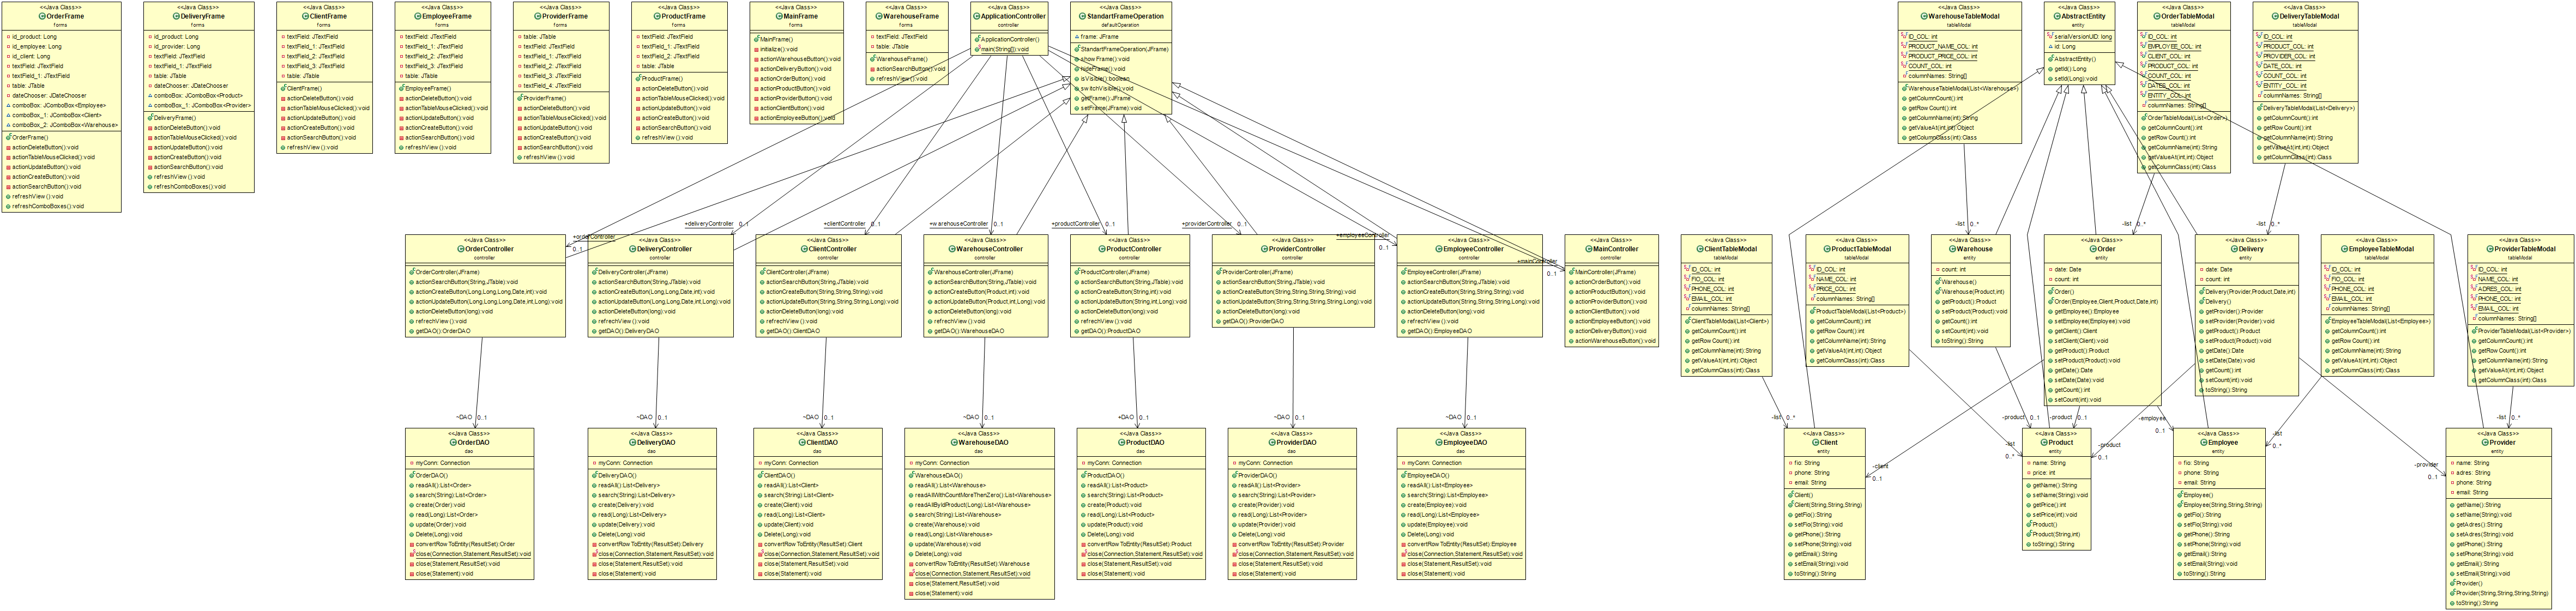 <<Java Class>>
OrderFrame
forms
id_product: Long
id_employee: Long
id_client: Long
textField: JTextField
textField_1: JTextField
table: JTable
dateChooser: JDateChooser
comboBox: JComboBox<Employee>
comboBox_1: JComboBox<Client>
comboBox_2: JComboBox<Warehouse>
OrderFrame()
actionDeleteButton():void
actionTableMouseClicked():void
actionUpdateButton():void
actionCreateButton():void
actionSearchButton():void
refreshView():void
refreshComboBoxes():void
<<Java Class>>
DeliveryFrame
forms
id_product: Long
id_provider: Long
textField: JTextField
textField_1: JTextField
table: JTable
dateChooser: JDateChooser
comboBox: JComboBox<Product>
comboBox_1: JComboBox<Provider>
DeliveryFrame()
actionDeleteButton():void
actionTableMouseClicked():void
actionUpdateButton():void
actionCreateButton():void
actionSearchButton():void
refreshView():void
refreshComboBoxes():void
<<Java Class>>
ClientFrame
forms
textField: JTextField
textField_1: JTextField
textField_2: JTextField
textField_3: JTextField
table: JTable
ClientFrame()
actionDeleteButton():void
actionTableMouseClicked():void
actionUpdateButton():void
actionCreateButton():void
actionSearchButton():void
refreshView():void
<<Java Class>>
EmployeeFrame
forms
textField: JTextField
textField_1: JTextField
textField_2: JTextField
textField_3: JTextField
table: JTable
EmployeeFrame()
actionDeleteButton():void
actionTableMouseClicked():void
actionUpdateButton():void
actionCreateButton():void
actionSearchButton():void
refreshView():void
<<Java Class>>
ProviderFrame
forms
table: JTable
textField: JTextField
textField_1: JTextField
textField_2: JTextField
textField_3: JTextField
textField_4: JTextField
ProviderFrame()
actionDeleteButton():void
actionTableMouseClicked():void
actionUpdateButton():void
actionCreateButton():void
actionSearchButton():void
refreshView():void
<<Java Class>>
ProductFrame
forms
textField: JTextField
textField_1: JTextField
textField_2: JTextField
table: JTable
ProductFrame()
actionDeleteButton():void
actionTableMouseClicked():void
actionUpdateButton():void
actionCreateButton():void
actionSearchButton():void
refreshView():void
<<Java Class>>
MainFrame
forms
MainFrame()
initialize():void
actionWarehouseButton():void
actionDeliveryButton():void
actionOrderButton():void
actionProductButton():void
actionProviderButton():void
actionClientButton():void
actionEmployeeButton():void
<<Java Class>>
WarehouseFrame
forms
textField: JTextField
table: JTable
WarehouseFrame()
actionSearchButton():void
refreshView():void
<<Java Class>>
ApplicationController
controller
ApplicationController()
main(String[]):void
<<Java Class>>
StandartFrameOperation
defaultOperation
frame: JFrame
StandartFrameOperation(JFrame)
showFrame():void
hideFrame():void
isVisible():boolean
switchVisible():void
getFrame():JFrame
setFrame(JFrame):void
<<Java Class>>
WarehouseTableModal
tableModal
ID_COL: int
PRODUCT_NAME_COL: int
PRODUCT_PRICE_COL: int
COUNT_COL: int
columnNames: String[]
WarehouseTableModal(List<Warehouse>)
getColumnCount():int
getRowCount():int
getColumnName(int):String
getValueAt(int,int):Object
getColumnClass(int):Class
<<Java Class>>
AbstractEntity
entity
serialVersionUID: long
id: Long
AbstractEntity()
getId():Long
setId(Long):void
<<Java Class>>
OrderTableModal
tableModal
ID_COL: int
EMPLOYEE_COL: int
CLIENT_COL: int
PRODUCT_COL: int
COUNT_COL: int
DATES_COL: int
ENTITY_COL: int
columnNames: String[]
OrderTableModal(List<Order>)
getColumnCount():int
getRowCount():int
getColumnName(int):String
getValueAt(int,int):Object
getColumnClass(int):Class
<<Java Class>>
DeliveryTableModal
tableModal
ID_COL: int
PRODUCT_COL: int
PROVIDER_COL: int
DATE_COL: int
COUNT_COL: int
ENTITY_COL: int
columnNames: String[]
DeliveryTableModal(List<Delivery>)
getColumnCount():int
getRowCount():int
getColumnName(int):String
getValueAt(int,int):Object
getColumnClass(int):Class
+orderController 0..1
+deliveryController 0..1
+clientController 0..1
+warehouseController 0..1
+productController 0..1
+providerController 0..1
+employeeController 0..1
+mainController 0..1
-list 0..*
-list 0..*
-list 0..*
<<Java Class>>
OrderController
controller
OrderController(JFrame)
actionSearchButton(String,JTable):void
actionCreateButton(Long,Long,Long,Date,int):void
actionUpdateButton(Long,Long,Long,Date,int,Long):void
actionDeleteButton(long):void
refrechView():void
getDAO():OrderDAO
<<Java Class>>
DeliveryController
controller
DeliveryController(JFrame)
actionSearchButton(String,JTable):void
actionCreateButton(Long,Long,Date,int):void
actionUpdateButton(Long,Long,Date,int,Long):void
actionDeleteButton(long):void
refrechView():void
getDAO():DeliveryDAO
<<Java Class>>
ClientController
controller
ClientController(JFrame)
actionSearchButton(String,JTable):void
actionCreateButton(String,String,String):void
actionUpdateButton(String,String,String,Long):void
actionDeleteButton(long):void
refrechView():void
getDAO():ClientDAO
<<Java Class>>
WarehouseController
controller
WarehouseController(JFrame)
actionSearchButton(String,JTable):void
actionCreateButton(Product,int):void
actionUpdateButton(Product,int,Long):void
actionDeleteButton(long):void
refrechView():void
getDAO():WarehouseDAO
<<Java Class>>
ProductController
controller
ProductController(JFrame)
actionSearchButton(String,JTable):void
actionCreateButton(String,int):void
actionUpdateButton(String,int,Long):void
actionDeleteButton(long):void
refrechView():void
getDAO():ProductDAO
<<Java Class>>
ProviderController
controller
ProviderController(JFrame)
actionSearchButton(String,JTable):void
actionCreateButton(String,String,String,String):void
actionUpdateButton(String,String,String,String,Long):void
actionDeleteButton(long):void
getDAO():ProviderDAO
<<Java Class>>
EmployeeController
controller
EmployeeController(JFrame)
actionSearchButton(String,JTable):void
actionCreateButton(String,String,String):void
actionUpdateButton(String,String,String,Long):void
actionDeleteButton(long):void
refrechView():void
getDAO():EmployeeDAO
<<Java Class>>
MainController
controller
MainController(JFrame)
actionOrderButton():void
actionProductButton():void
actionProviderButton():void
actionClientButton():void
actionEmployeeButton():void
actionDeliveryButton():void
actionWarehouseButton():void
<<Java Class>>
ClientTableModal
tableModal
ID_COL: int
FIO_COL: int
PHONE_COL: int
EMAIL_COL: int
columnNames: String[]
ClientTableModal(List<Client>)
getColumnCount():int
getRowCount():int
getColumnName(int):String
getValueAt(int,int):Object
getColumnClass(int):Class
<<Java Class>>
ProductTableModal
tableModal
ID_COL: int
NAME_COL: int
PRICE_COL: int
columnNames: String[]
ProductTableModal(List<Product>)
getColumnCount():int
getRowCount():int
getColumnName(int):String
getValueAt(int,int):Object
getColumnClass(int):Class
<<Java Class>>
Warehouse
entity
count: int
Warehouse()
Warehouse(Product,int)
getProduct():Product
setProduct(Product):void
getCount():int
setCount(int):void
toString():String
<<Java Class>>
Order
entity
date: Date
count: int
Order()
Order(Employee,Client,Product,Date,int)
getEmployee():Employee
setEmployee(Employee):void
getClient():Client
setClient(Client):void
getProduct():Product
setProduct(Product):void
getDate():Date
setDate(Date):void
getCount():int
setCount(int):void
<<Java Class>>
Delivery
entity
date: Date
count: int
Delivery(Provider,Product,Date,int)
Delivery()
getProvider():Provider
setProvider(Provider):void
getProduct():Product
setProduct(Product):void
getDate():Date
setDate(Date):void
getCount():int
setCount(int):void
toString():String
<<Java Class>>
EmployeeTableModal
tableModal
ID_COL: int
FIO_COL: int
PHONE_COL: int
EMAIL_COL: int
columnNames: String[]
EmployeeTableModal(List<Employee>)
getColumnCount():int
getRowCount():int
getColumnName(int):String
getValueAt(int,int):Object
getColumnClass(int):Class
<<Java Class>>
ProviderTableModal
tableModal
ID_COL: int
NAME_COL: int
ADRES_COL: int
PHONE_COL: int
EMAIL_COL: int
columnNames: String[]
ProviderTableModal(List<Provider>)
getColumnCount():int
getRowCount():int
getColumnName(int):String
getValueAt(int,int):Object
getColumnClass(int):Class
~DAO 0..1
~DAO 0..1
~DAO 0..1
~DAO 0..1
+DAO 0..1
~DAO 0..1
~DAO 0..1
-list 0..*
-client 0..1
-list 0..*
-product 0..1
-product 0..1
-product 0..1
-employee 0..1
-list 0..*
-provider 0..1
-list 0..*
<<Java Class>>
OrderDAO
dao
myConn: Connection
OrderDAO()
readAll():List<Order>
search(String):List<Order>
create(Order):void
read(Long):List<Order>
update(Order):void
Delete(Long):void
convertRowToEntity(ResultSet):Order
close(Connection,Statement,ResultSet):void
close(Statement,ResultSet):void
close(Statement):void
<<Java Class>>
DeliveryDAO
dao
myConn: Connection
DeliveryDAO()
readAll():List<Delivery>
search(String):List<Delivery>
create(Delivery):void
read(Long):List<Delivery>
update(Delivery):void
Delete(Long):void
convertRowToEntity(ResultSet):Delivery
close(Connection,Statement,ResultSet):void
close(Statement,ResultSet):void
close(Statement):void
<<Java Class>>
ClientDAO
dao
myConn: Connection
ClientDAO()
readAll():List<Client>
search(String):List<Client>
create(Client):void
read(Long):List<Client>
update(Client):void
Delete(Long):void
convertRowToEntity(ResultSet):Client
close(Connection,Statement,ResultSet):void
close(Statement,ResultSet):void
close(Statement):void
<<Java Class>>
WarehouseDAO
dao
myConn: Connection
WarehouseDAO()
readAll():List<Warehouse>
readAllWithCountMoreThenZero():List<Warehouse>
readAllByIdProduct(Long):List<Warehouse>
search(String):List<Warehouse>
create(Warehouse):void
read(Long):List<Warehouse>
update(Warehouse):void
Delete(Long):void
convertRowToEntity(ResultSet):Warehouse
close(Connection,Statement,ResultSet):void
close(Statement,ResultSet):void
close(Statement):void
<<Java Class>>
ProductDAO
dao
myConn: Connection
ProductDAO()
readAll():List<Product>
search(String):List<Product>
create(Product):void
read(Long):List<Product>
update(Product):void
Delete(Long):void
convertRowToEntity(ResultSet):Product
close(Connection,Statement,ResultSet):void
close(Statement,ResultSet):void
close(Statement):void
<<Java Class>>
ProviderDAO
dao
myConn: Connection
ProviderDAO()
readAll():List<Provider>
search(String):List<Provider>
create(Provider):void
read(Long):List<Provider>
update(Provider):void
Delete(Long):void
convertRowToEntity(ResultSet):Provider
close(Connection,Statement,ResultSet):void
close(Statement,ResultSet):void
close(Statement):void
<<Java Class>>
EmployeeDAO
dao
myConn: Connection
EmployeeDAO()
readAll():List<Employee>
search(String):List<Employee>
create(Employee):void
read(Long):List<Employee>
update(Employee):void
Delete(Long):void
convertRowToEntity(ResultSet):Employee
close(Connection,Statement,ResultSet):void
close(Statement,ResultSet):void
close(Statement):void
<<Java Class>>
Client
entity
fio: String
phone: String
email: String
Client()
Client(String,String,String)
getFio():String
setFio(String):void
getPhone():String
setPhone(String):void
getEmail():String
setEmail(String):void
toString():String
<<Java Class>>
Product
entity
name: String
price: int
getName():String
setName(String):void
getPrice():int
setPrice(int):void
Product()
Product(String,int)
toString():String
<<Java Class>>
Employee
entity
fio: String
phone: String
email: String
Employee()
Employee(String,String,String)
getFio():String
setFio(String):void
getPhone():String
setPhone(String):void
getEmail():String
setEmail(String):void
toString():String
<<Java Class>>
Provider
entity
name: String
adres: String
phone: String
email: String
getName():String
setName(String):void
getAdres():String
setAdres(String):void
getPhone():String
setPhone(String):void
getEmail():String
setEmail(String):void
Provider()
Provider(String,String,String,String)
toString():String